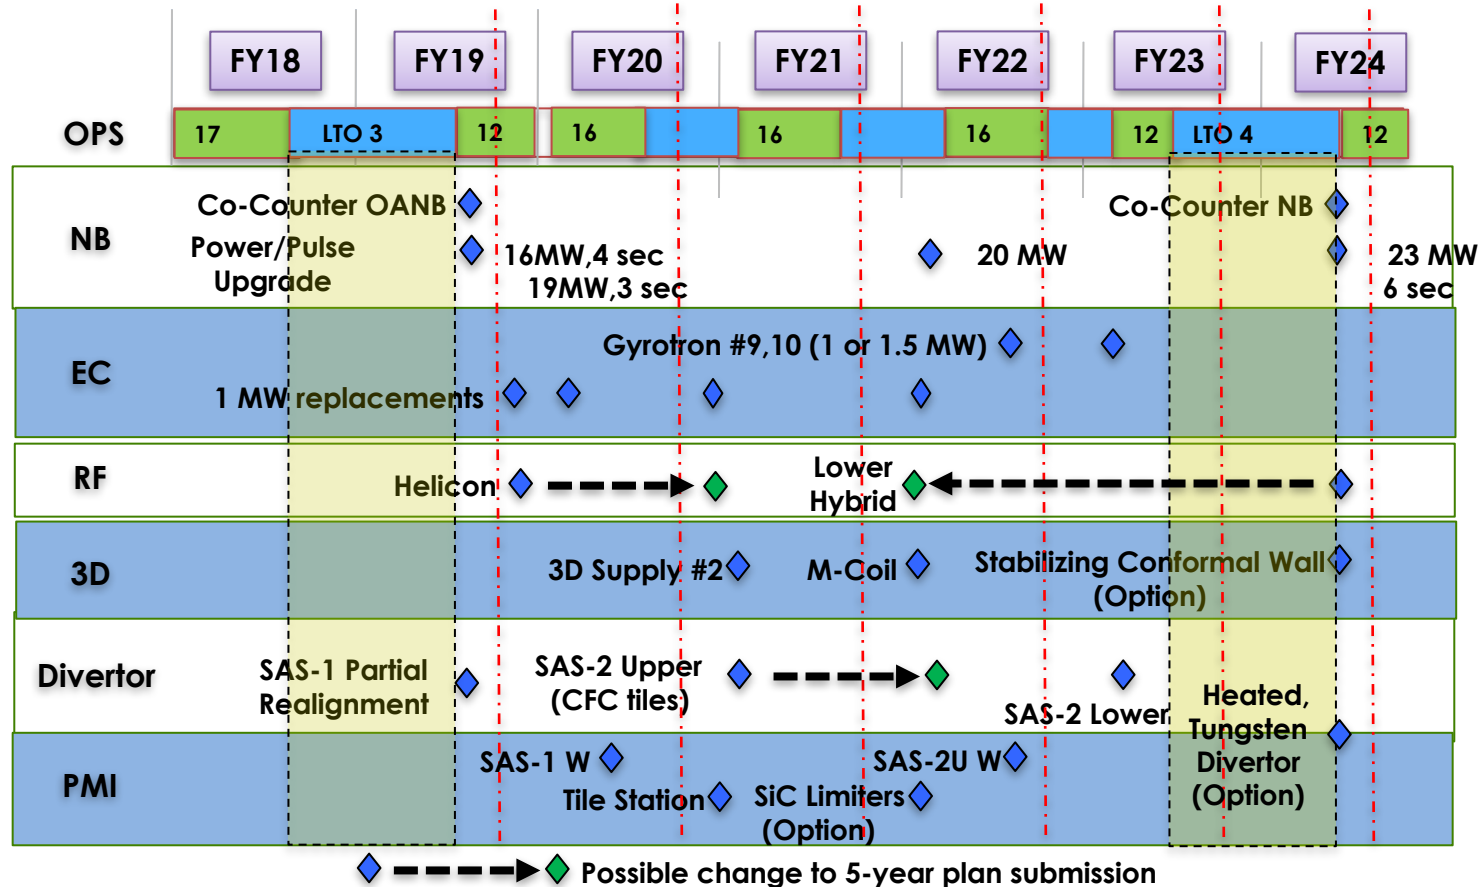 FY18 FY19 FY20 FY21 FY22 FY23 FY24
OPS 17 LTO 3 12 16 16 16 12 LTO 4 12
NB
Co-Counter OANB
Co-Counter NB
Power/Pulse
Upgrade
16MW,4 sec
19MW,3 sec
20 MW
23 MW
6 sec
EC
Gyrotron #9,10 (1 or 1.5 MW)
1 MW replacements
RF
Helicon
Lower
Hybrid
3D
3D Supply #2
M-Coil
Stabilizing Conformal Wall
(Option)
Divertor
SAS-1 Partial
Realignment
SAS-2 Upper
(CFC tiles)
SAS-2 Lower
Heated,
Tungsten
Divertor
(Option)
PMI
SAS-1 W
SAS-2U W
Tile Station
SiC Limiters
(Option)
Possible change to 5-year plan submission